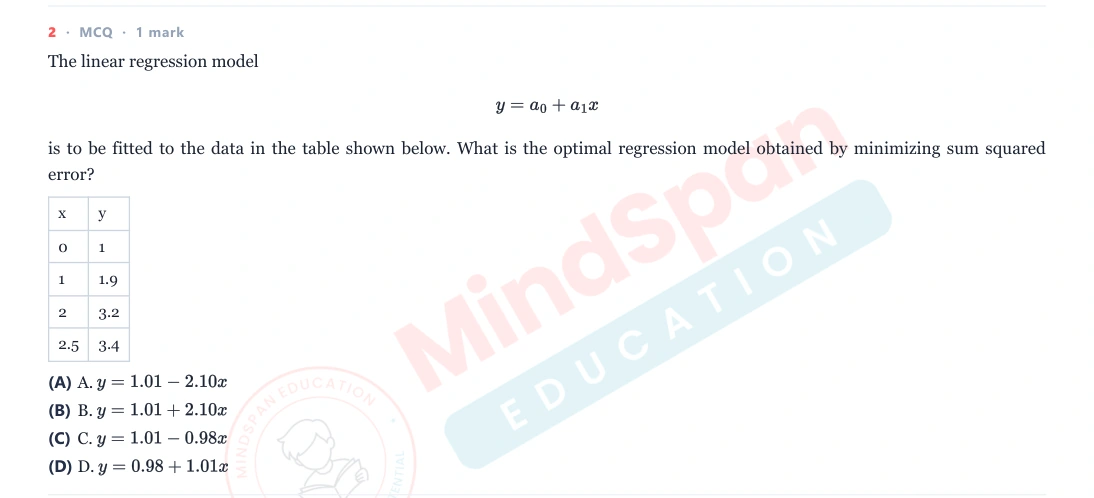 2 · MCQ · 1 mark
The linear regression model
y = a₀ + a₁x
is to be fitted to the data in the table shown below. What is the optimal regression model obtained by minimizing sum squared
error?
x y
0 1
1 1.9
2 3.2
2.5 3.4
(A) A. y = 1.01 − 2.10x
(B) B. y = 1.01 + 2.10x
(C) C. y = 1.01 − 0.98x
(D) D. y = 0.98 + 1.01x
MindSpan
EDUCATION
MINDSPAN EDUCATION